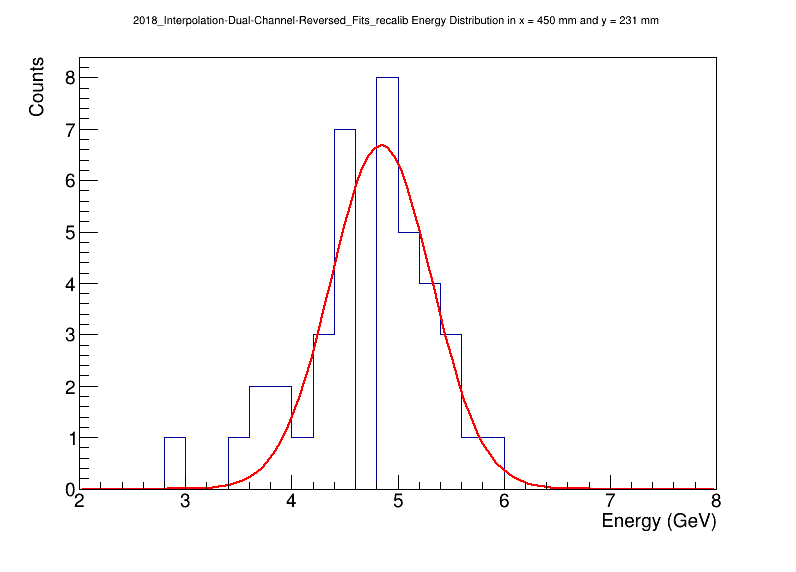 2018_Interpolation-Dual-Channel-Reversed_Fits_recalib Energy Distribution in x = 450 mm and y = 231 mm
Counts
8
7
6
5
4
3
2
1
0
2 3 4 5 6 7 8
Energy (GeV)